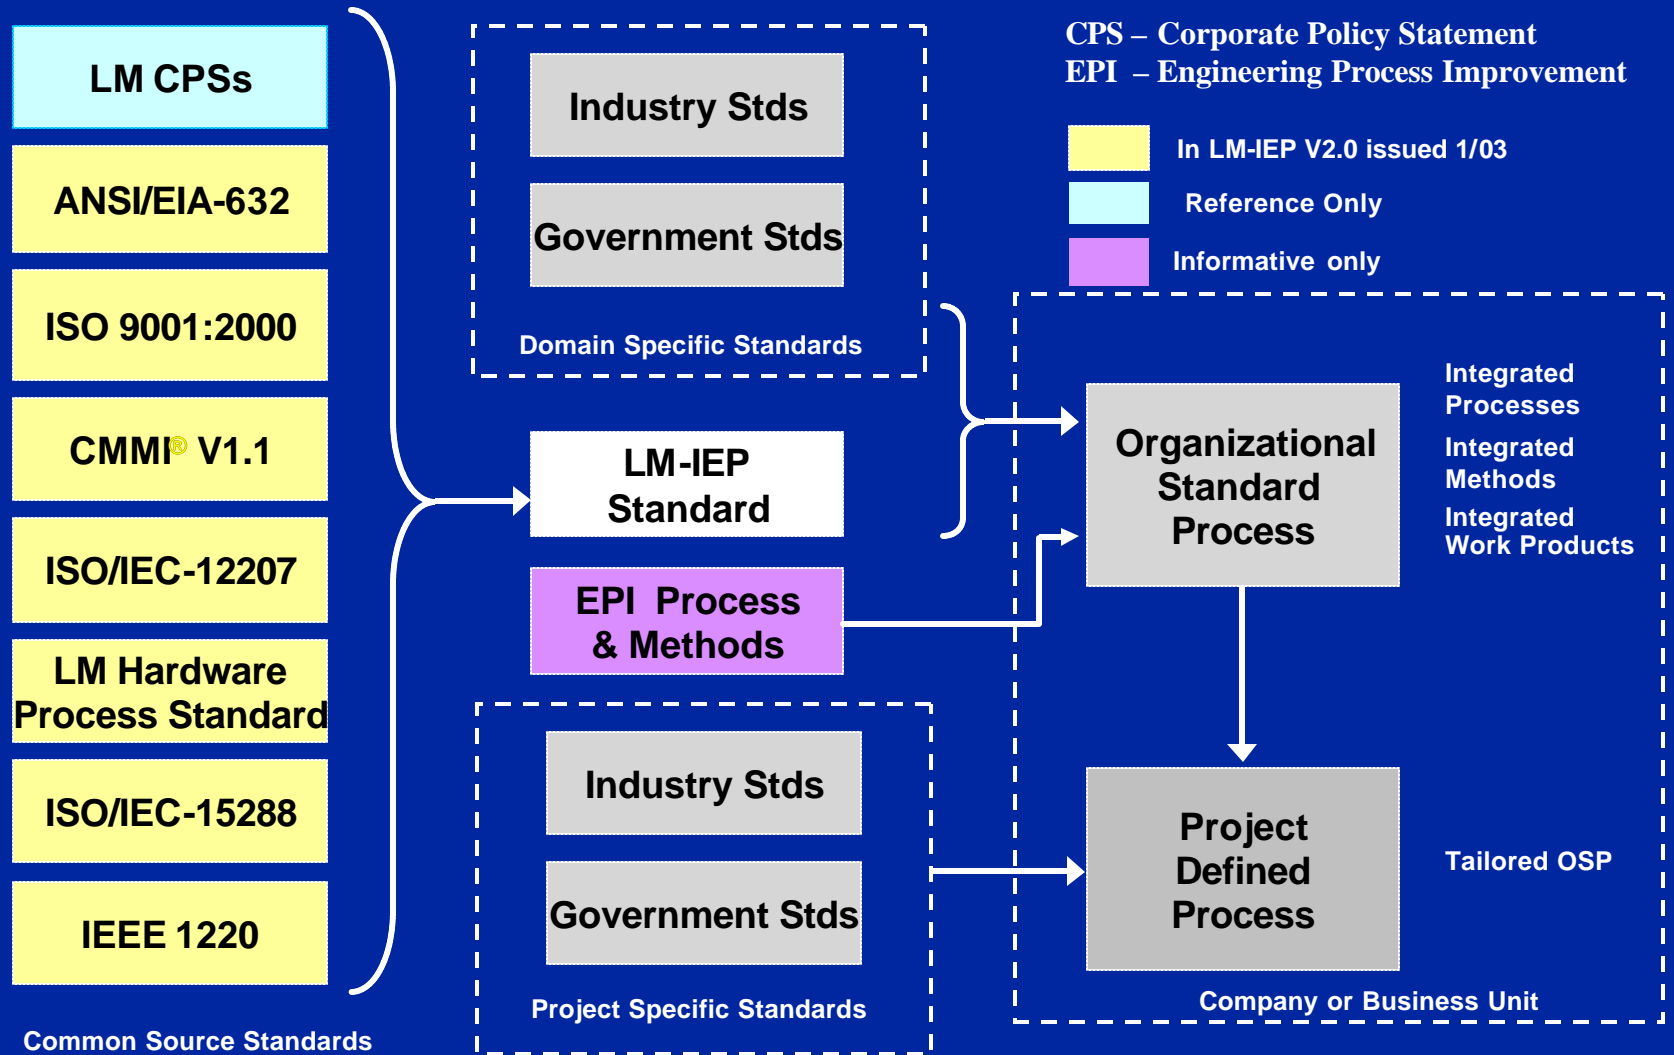 LM CPSs
ANSI/EIA-632
ISO 9001:2000
CMMI® V1.1
ISO/IEC-12207
LM Hardware
Process Standard
ISO/IEC-15288
IEEE 1220
Common Source Standards
Industry Stds
Government Stds
Domain Specific Standards
LM-IEP
Standard
EPI Process
& Methods
Industry Stds
Government Stds
Project Specific Standards
CPS – Corporate Policy Statement
EPI – Engineering Process Improvement
In LM-IEP V2.0 issued 1/03
Reference Only
Informative only
Organizational
Standard
Process
Integrated
Processes
Integrated
Methods
Integrated
Work Products
Project
Defined
Process
Tailored OSP
Company or Business Unit